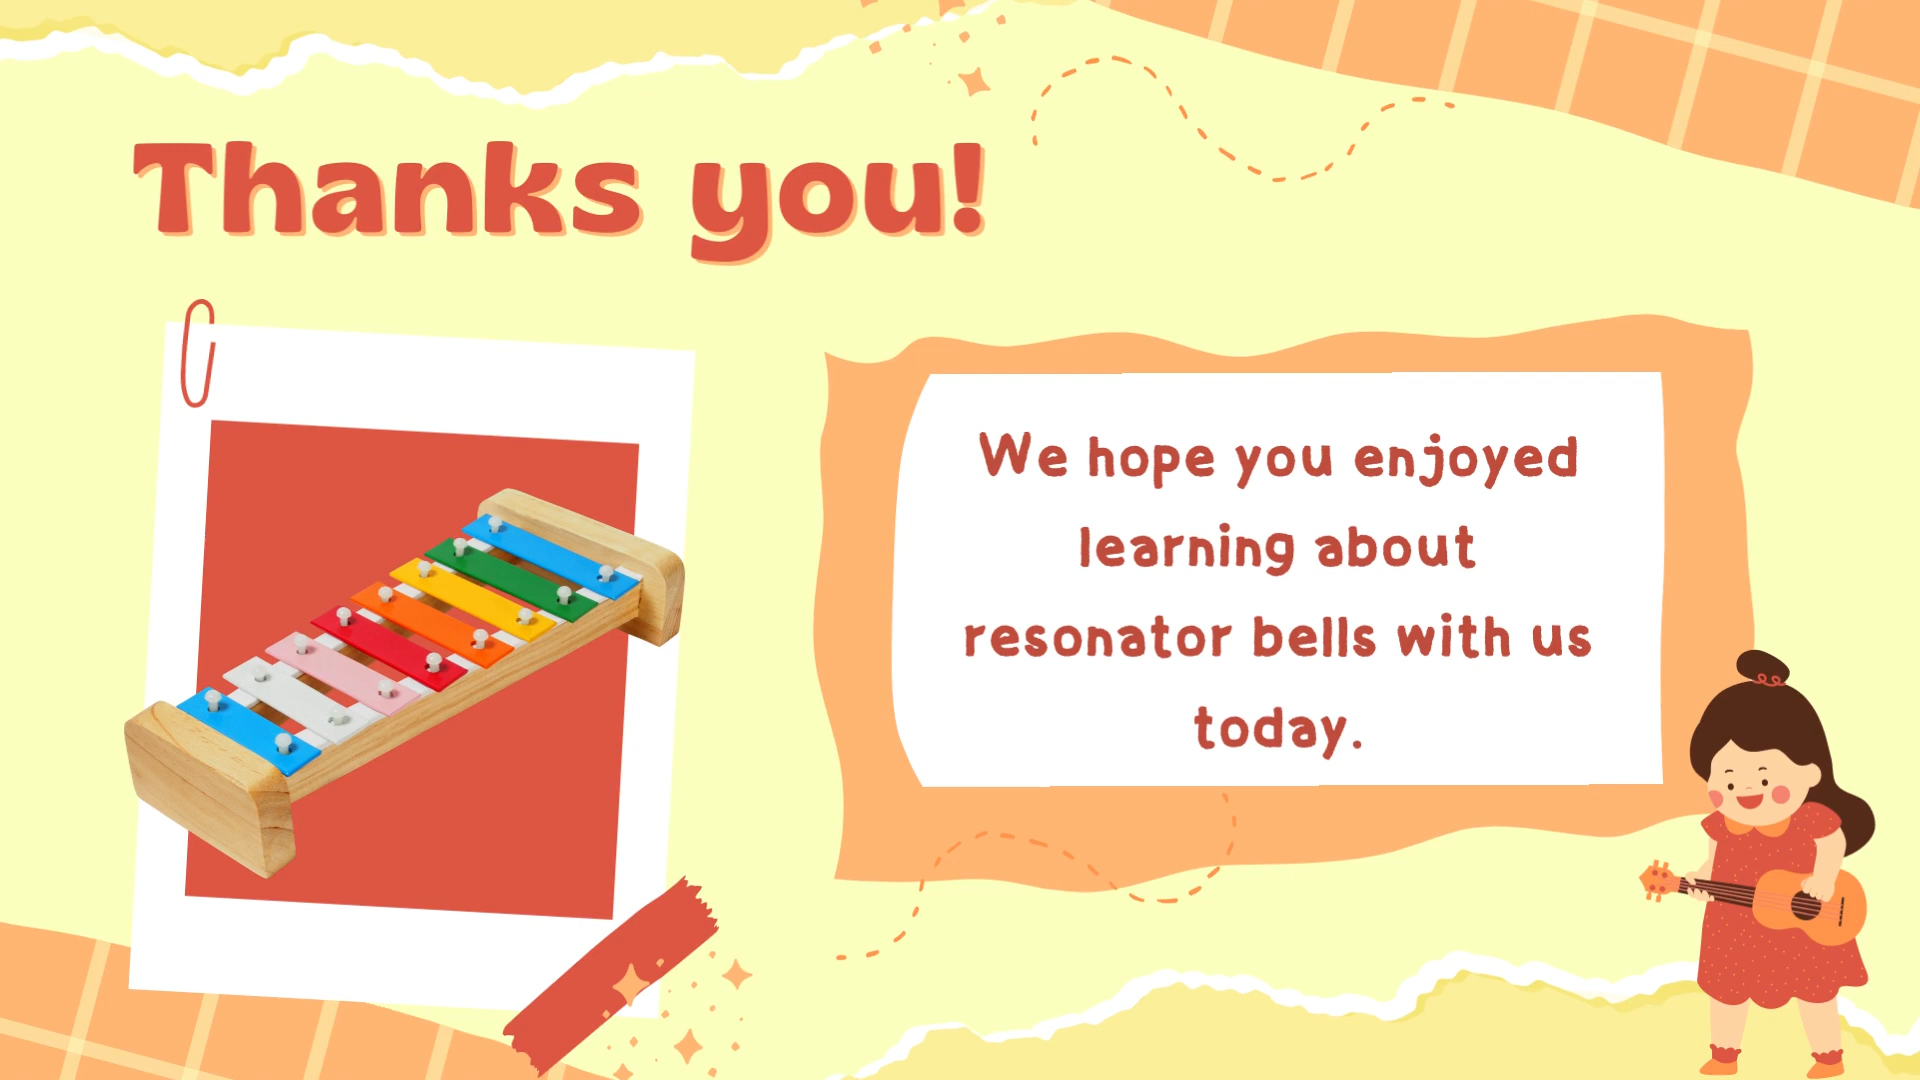 Thanks you!
We hope you enjoyed
learning about
resonator bells with us
today.